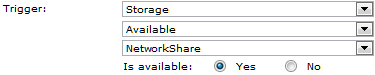 Trigger: Storage
Available
NetworkShare
Is available: Yes No